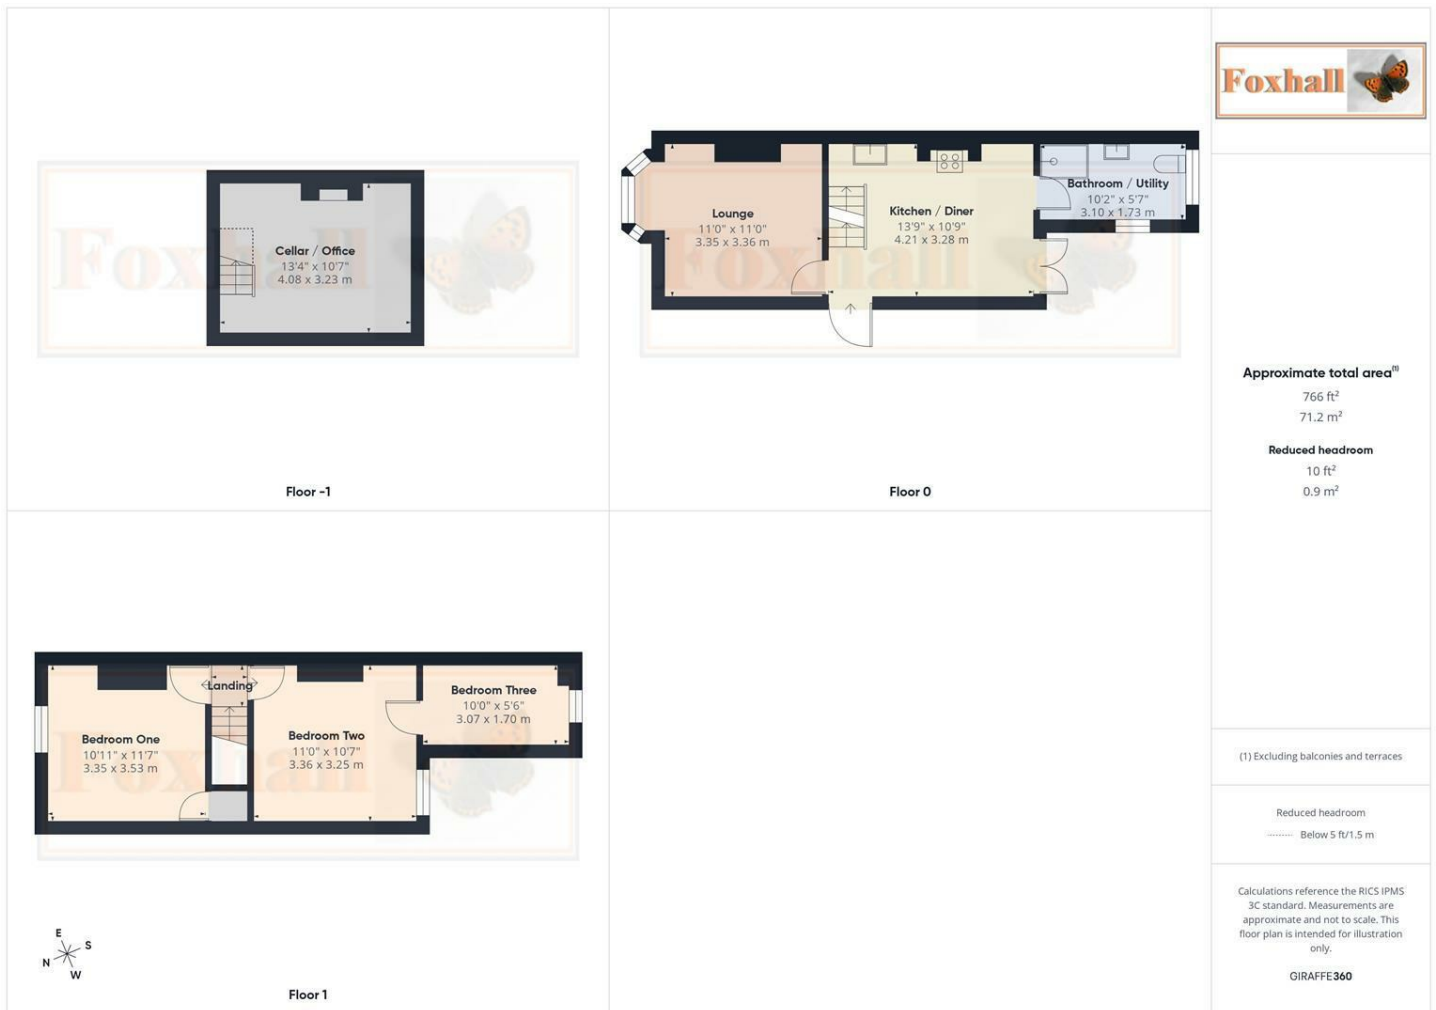 Foxhall
Cellar / Office
13'4" x 10'7"
4.08 x 3.23 m
Floor -1
Lounge
11'0" x 11'0"
3.35 x 3.36 m
Kitchen / Diner
13'9" x 10'9"
4.21 x 3.28 m
Bathroom / Utility
10'2" x 5'7"
3.10 x 1.73 m
Foxhall
Floor 0
Landing
Bedroom One
10'11" x 11'7"
3.35 x 3.53 m
Bedroom Two
11'0" x 10'7"
3.36 x 3.25 m
Bedroom Three
10'0" x 5'6"
3.07 x 1.70 m
Foxhall
E
S
N
W
Floor 1
Foxhall
Approximate total area(1)
766 ft²
71.2 m²
Reduced headroom
10 ft²
0.9 m²
(1) Excluding balconies and terraces
Reduced headroom
Below 5 ft/1.5 m
Calculations reference the RICS IPMS
3C standard. Measurements are
approximate and not to scale. This
floor plan is intended for illustration
only.
GIRAFFE360